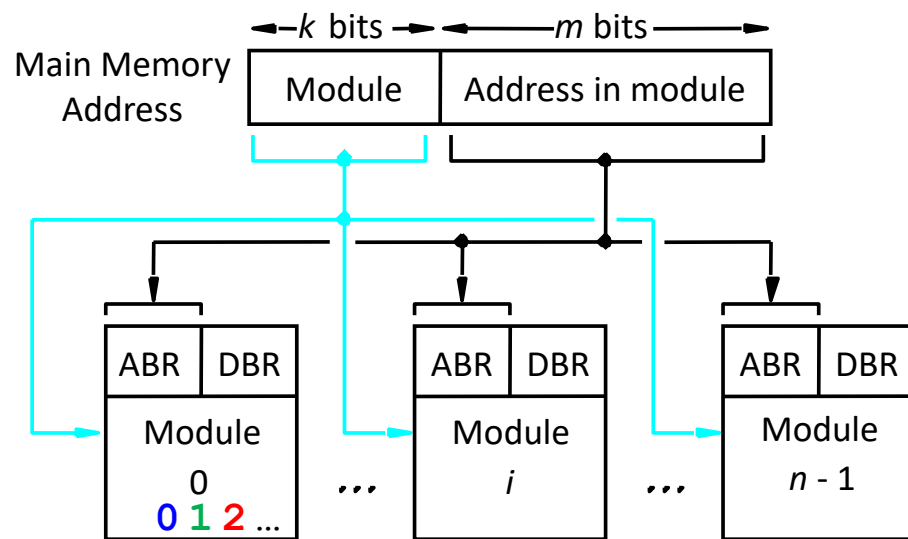 k bits m bits
Main Memory Address
Module Address in module
ABR DBR ABR DBR ABR DBR
Module Module Module
0 ... i ... n - 1
0 1 2 ...